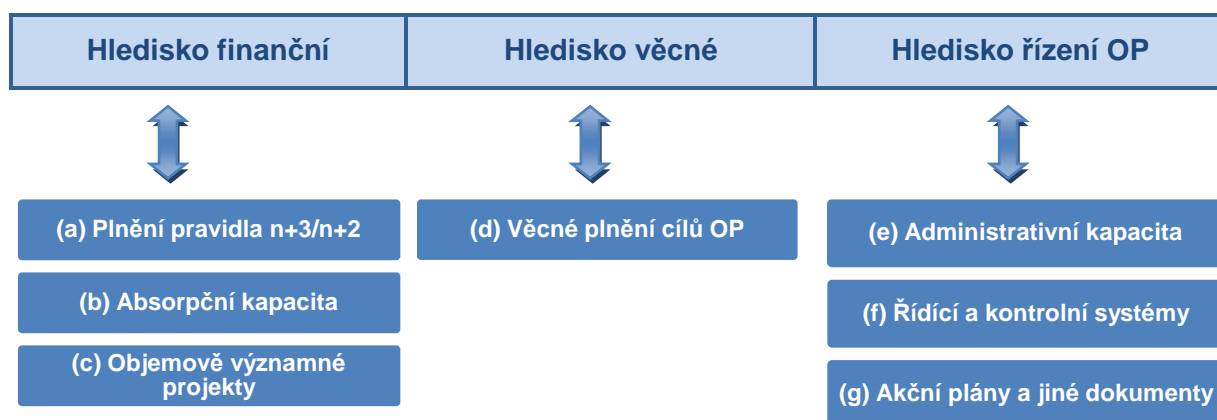 Hledisko finanční
Hledisko věcné
Hledisko řízení OP
(a) Plnění pravidla n+3/n+2
(b) Absorpční kapacita
(c) Objemově významné
projekty
(d) Věcné plnění cílů OP
(e) Administrativní kapacita
(f) Řídící a kontrolní systémy
(g) Akční plány a jiné dokumenty